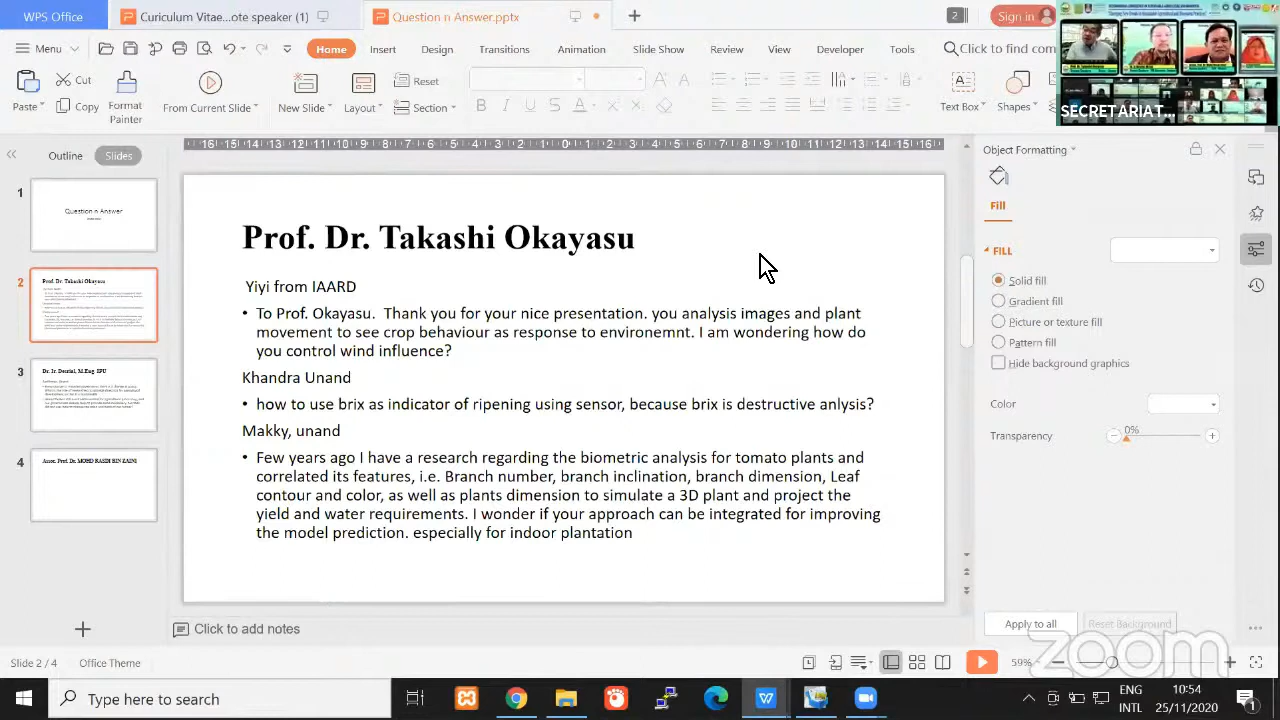 WPS Office
Curiculum Vitae...ote speaker (1)
Sign in
Menu
Home
Design
Animation
Slide Show
Review
View
Developer
Tools
Click to find com
Paste
Cut
Copy
Format
Painter
From Current Slide
New Slide
Layout
Section
Text Box
Shapes
SECRETARIAT...
Outline
Slides
Object Formatting
Fill
FILL
Solid fill
Gradient fill
Picture or texture fill
Pattern fill
Hide background graphics
Color
Transparency
0%
Apply to all
Reset Background
1
Question n Answer
2
Prof. Dr. Takashi Okayasu
3
Dr. Ir. Desrial, M.Eng. IPU
4
Assoc. Prof. Dr. MOHD RASDI BIN ZAINI
Prof. Dr. Takashi Okayasu
Yiyi from IAARD
• To Prof. Okayasu.  Thank you for your nice presentation. you analysis images and plant
movement to see crop behaviour as response to environemnt. I am wondering how do
you control wind influence?
Khandra Unand
• how to use brix as indicator of ripening using sensor, because brix is destructive anlysis?
Makky, unand
• Few years ago I have a research regarding the biometric analysis for tomato plants and
correlated its features, i.e. Branch number, branch inclination, branch dimension, Leaf
contour and color, as well as plants dimension to simulate a 3D plant and project the
yield and water requirements. I wonder if your approach can be integrated for improving
the model prediction. especially for indoor plantation
Click to add notes
zoom
Slide 2 / 4
Office Theme
59%
Type here to search
ENG
INTL
10:54
25/11/2020
1